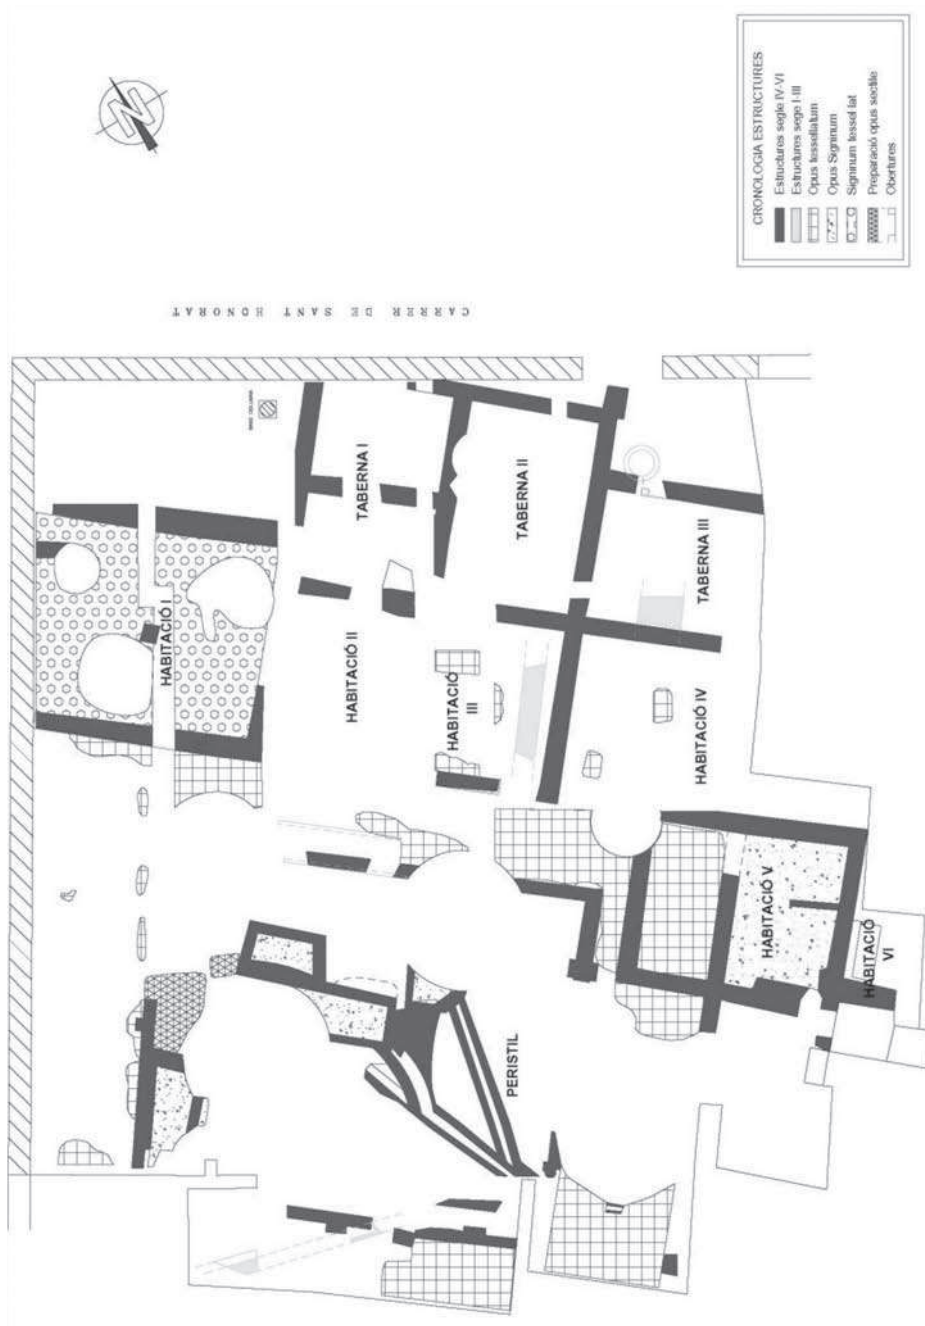 N
CRONOLOGIA ESTRUCTURES
Estructures segle IV-VI
Estructures sege I-III
Opus tessellatum
Opus Signinum
Signinum tessel lat
Preparació opus sectile
Obertures
CARRER DE SANT HONORAT
TABERNA I
TABERNA II
TABERNA III
HABITACIÓ I
HABITACIÓ II
HABITACIÓ
III
HABITACIÓ IV
HABITACIÓ V
HABITACIÓ
VI
PERISTIL